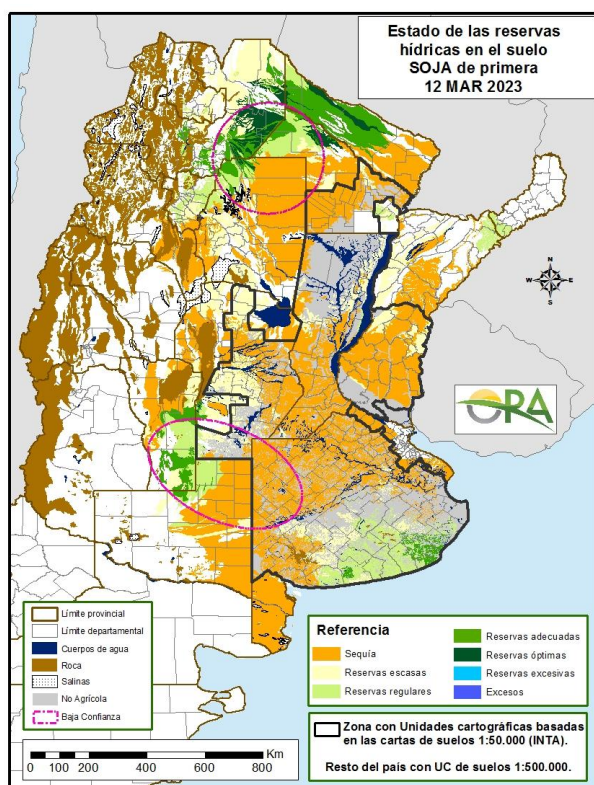 Estado de las reservas
hídricas en el suelo
SOJA de primera
12 MAR 2023
N
W
E
S
ORA
Límite provincial
Límite departamental
Cuerpos de agua
Roca
Salinas
No Agrícola
Baja Confianza
Referencia
Sequía
Reservas escasas
Reservas regulares
Reservas adecuadas
Reservas óptimas
Reservas excesivas
Excesos
Zona con Unidades cartográficas basadas
en las cartas de suelos 1:50.000 (INTA).
Resto del país con UC de suelos 1:500.000.
Km
0 100 200 400 600 800